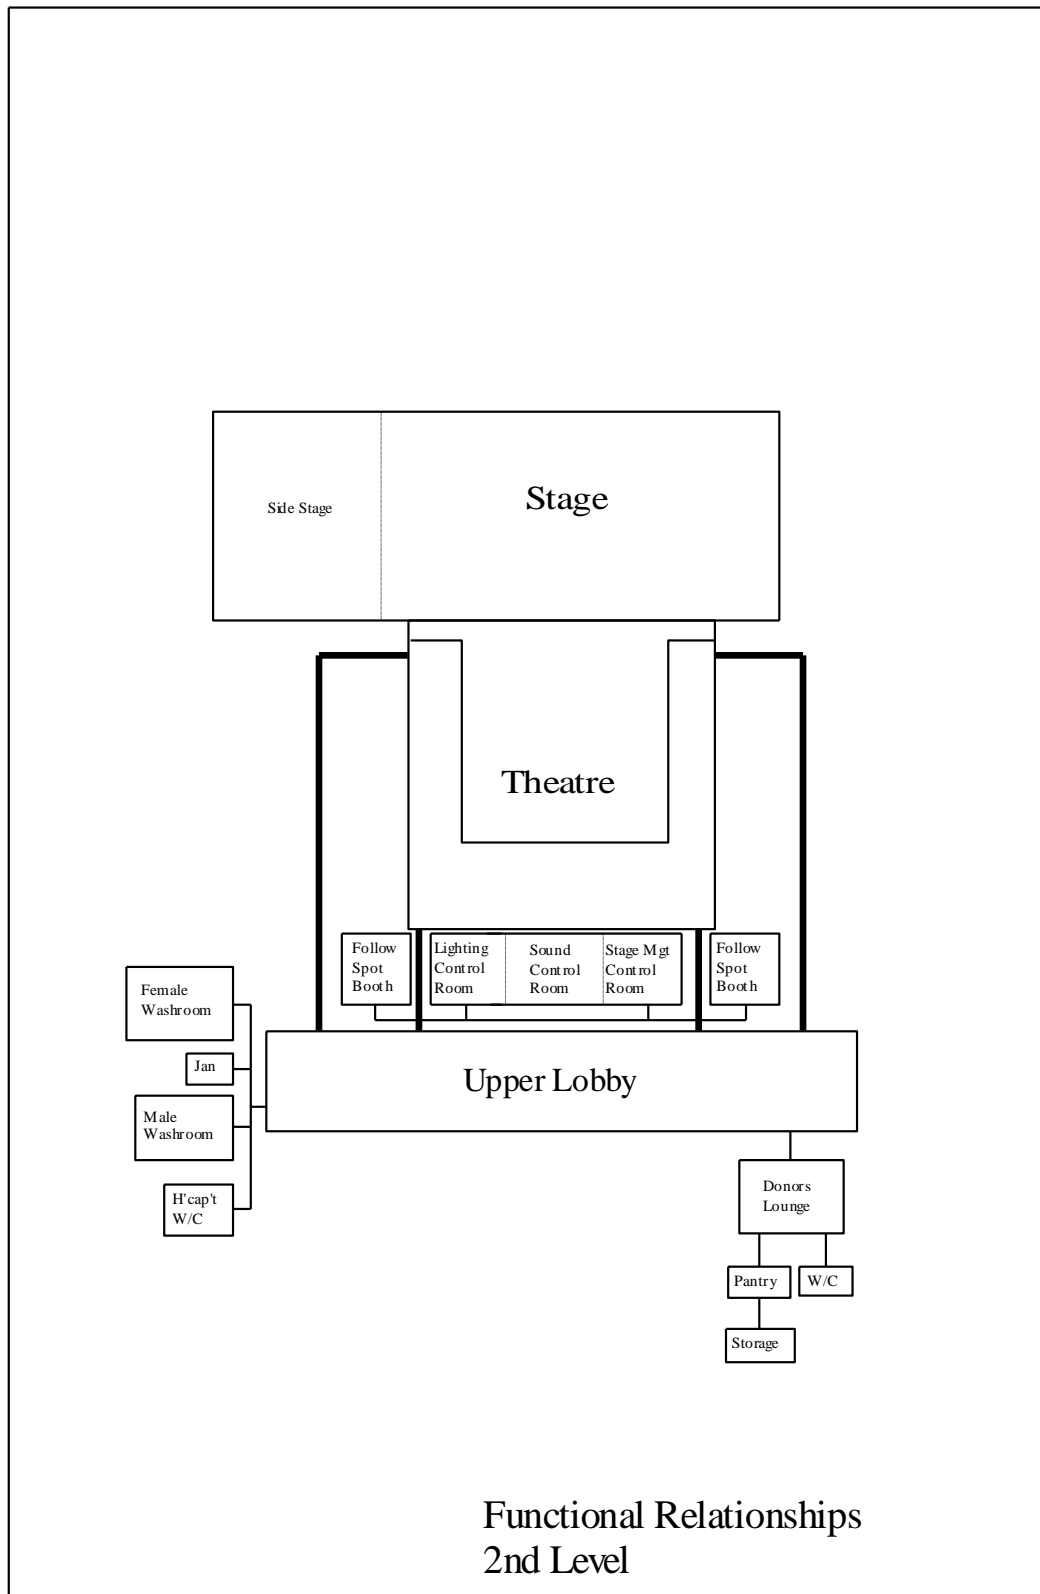 Side Stage
Stage
Theatre
Follow
Spot
Booth
Lighting
Control
Room
Sound
Control
Room
Stage Mgt
Control
Room
Follow
Spot
Booth
Female
Washroom
Jan
Male
Washroom
H'cap't
W/C
Upper Lobby
Donors
Lounge
Pantry
W/C
Storage
Functional Relationships
2nd Level